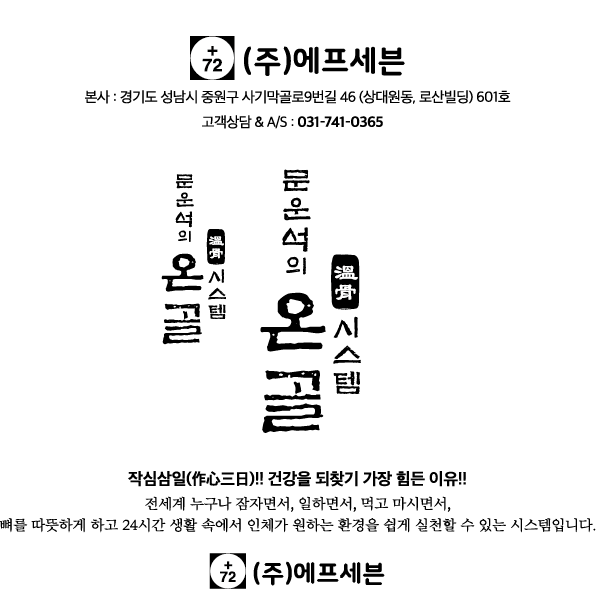 +72 (주)에프세븐
본사 : 경기도 성남시 중원구 사기막골로9번길 46 (상대원동, 로산빌딩) 601호
고객상담 & A/S : 031-741-0365
문운석의
온골
溫骨
시스템
문운석의
온골
溫骨
시스템
작심삼일(作心三日)!! 건강을 되찾기 가장 힘든 이유!!
전세계 누구나 잠자면서, 일하면서, 먹고 마시면서,
뼈를 따뜻하게 하고 24시간 생활 속에서 인체가 원하는 환경을 쉽게 실천할 수 있는 시스템입니다.
+72 (주)에프세븐